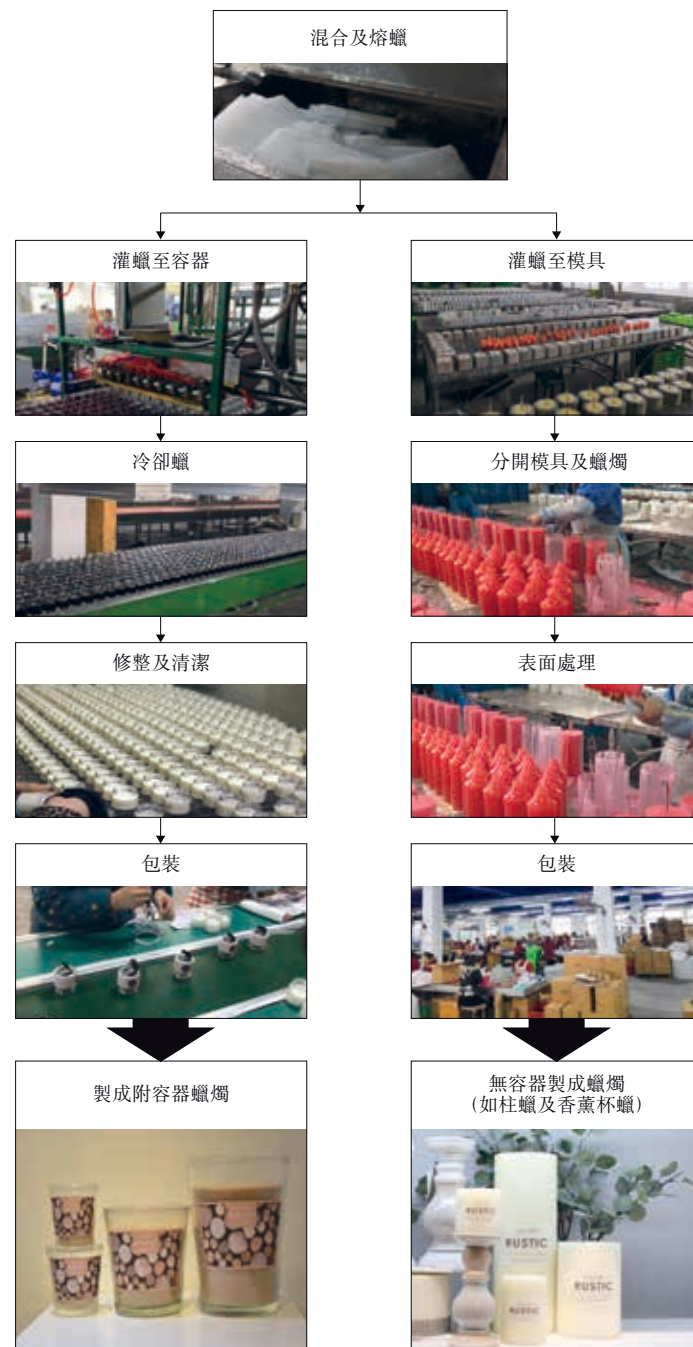 混合及熔蠟
灌蠟至容器
灌蠟至模具
冷卻蠟
分開模具及蠟燭
修整及清潔
表面處理
包裝
包裝
製成附容器蠟燭
無容器製成蠟燭
(如柱蠟及香薰杯蠟)
RUSTIC
RUSTIC
RUSTIC
RUSTIC